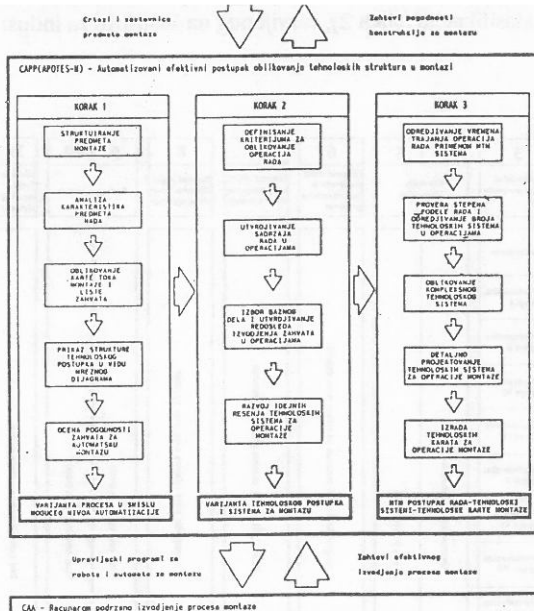 Crtezi i sastavnice
predmeta montaze
Zahtevi pogodnosti
konstrukcije za montazu
CAPP(APOTES-M) - Automatizovani efektivni postupak oblikovanja tehnoloskih struktura u montazi
KORAK 1
STRUKTUIRANJE
PREDMETA
MONTAZE
ANALIZA
KARAKTERISTIKA
PREDMETA
RADA
OBLIKOVANJE
KARTE TOKA
MONTAZE I
LISTE
ZAHVATA
PRIKAZ STRUKTURE
TEHNOLOSKOG
POSTUPKA U VIDU
MREZNOG
DIJAGRAMA
OCENA POGODNOSTI
ZAHVATA ZA
AUTOMATSKU
MONTAZU
VARIJANTA PROCESA U SMISLU
MOGUCEG NIVOA AUTOMATIZACIJE
KORAK 2
DEFINISANJE
KRITERIJUMA ZA
OBLIKOVANJE
OPERACIJA
RADA
UTVRDJIVANJE
SADRZAJA
RADA U
OPERACIJAMA
IZBOR BAZNOG
DELA I UTVRDJIVANJE
REDOSLEDA
IZVODJENJA ZAHVATA
U OPERACIJAMA
RAZVOJ IDEJNIH
RESENJA TEHNOLOSKIH
SISTEMA ZA
OPERACIJE
MONTAZE
VARIJANTA TEHNOLOSKOG POSTUPKA
I SISTEMA ZA MONTAZU
KORAK 3
ODREDJIVANJE VREMENA
TRAJANJA OPERACIJA
RADA PRIMENOM MTM
SISTEMA
PROVERA STEPENA
PODELE RADA I
ODREDJIVANJE BROJA
TEHNOLOSKIH SISTEMA
U OPERACIJAMA
OBLIKOVANJE
KOMPLEKSNOG
TEHNOLOSKOG
SISTEMA
DETALJNO
PROJEKTOVANJE
TEHNOLOSKIH SISTEMA
ZA OPERACIJE MONTAZE
IZRADA
TEHNOLOSKIH
KARATA ZA
OPERACIJE MONTAZE
MTM POSTUPAK RADA-TEHNOLOSKI
SISTEMI-TEHNOLOSKE KARTE MONTAZE
Upravljacki programi za
robote i automate za montazu
Zahtevi efektivnog
izvodjenja procesa montaze
CAA - Racunarom podrzano izvodjenje procesa montaze